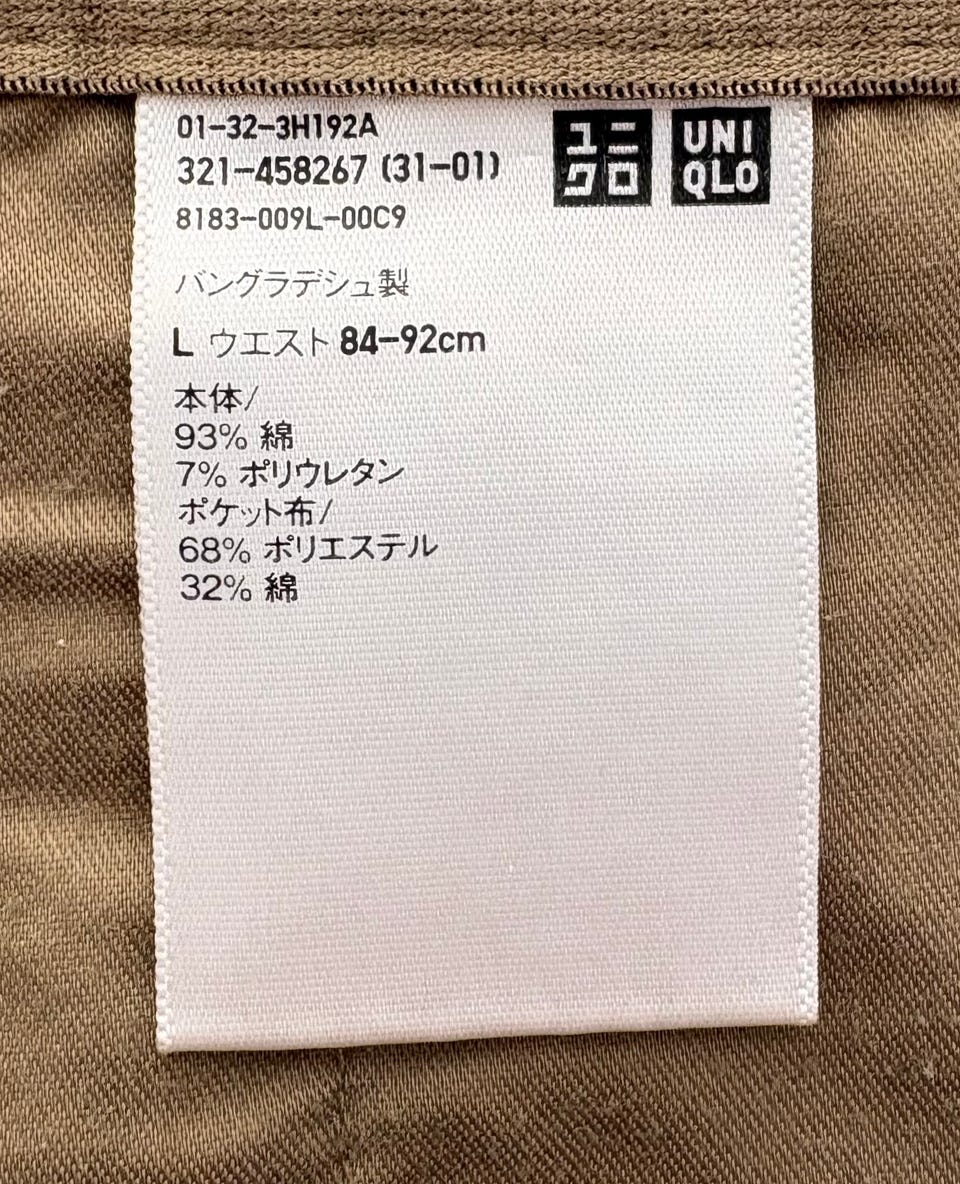 01-32-3H192A
321-458267 (31-01)
8183-009L-00C9
ユニ
クロ
UNI
QLO
バングラデシュ製
L ウエスト 84-92cm
本体/
93% 綿
7% ポリウレタン
ポケット布/
68% ポリエステル
32% 綿